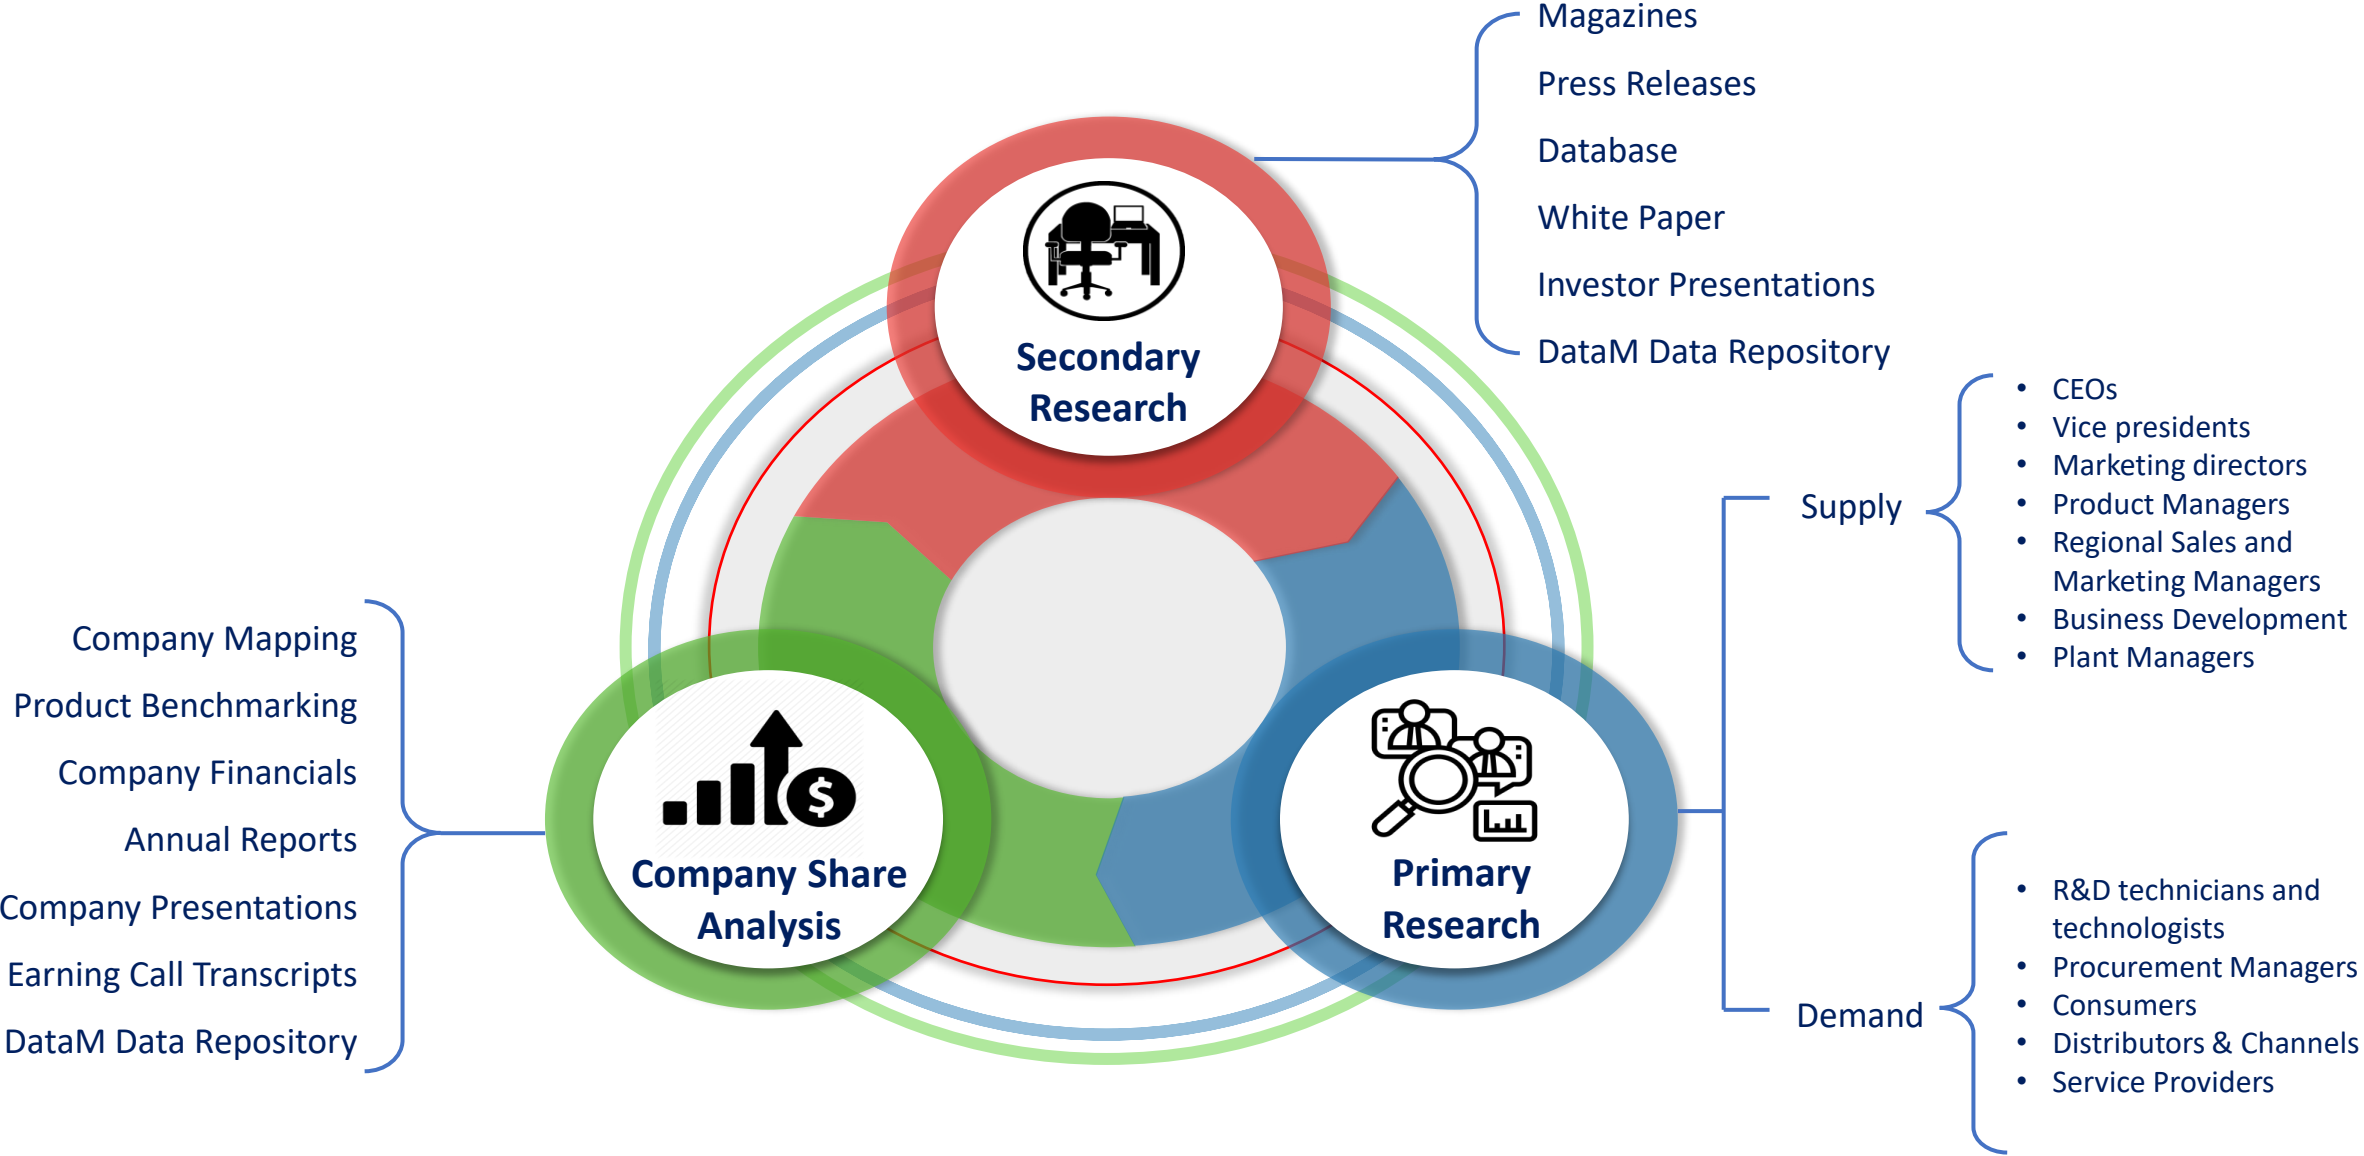 Magazines
Press Releases
Database
White Paper
Investor Presentations
DataM Data Repository
Secondary
Research
• CEOs
• Vice presidents
• Marketing directors
• Product Managers
• Regional Sales and
Marketing Managers
• Business Development
• Plant Managers
Supply
Company Mapping
Product Benchmarking
Company Financials
Annual Reports
Company Presentations
Earning Call Transcripts
DataM Data Repository
$
Company Share
Analysis
Primary
Research
Demand
• R&D technicians and
technologists
• Procurement Managers
• Consumers
• Distributors & Channels
• Service Providers